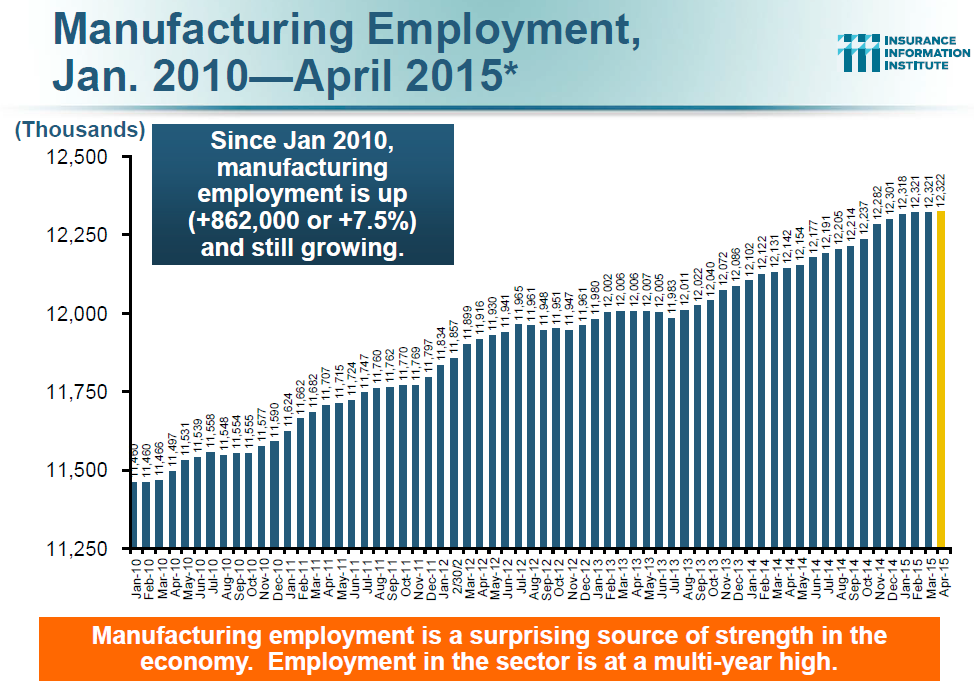 Manufacturing Employment,
Jan. 2010—April 2015*
INSURANCE
INFORMATION
INSTITUTE
(Thousands)
Since Jan 2010,
manufacturing
employment is up
(+862,000 or +7.5%)
and still growing.
12,500
12,250
12,000
11,750
11,500
11,250
11,460
11,460
11,466
11,497
11,531
11,539
11,558
11,548
11,554
11,555
11,577
11,590
11,624
11,662
11,682
11,707
11,715
11,724
11,747
11,760
11,762
11,770
11,769
11,797
11,834
11,857
11,899
11,916
11,930
11,941
11,965
11,961
11,948
11,951
11,947
11,961
11,980
12,002
12,006
12,006
12,007
12,005
11,983
12,011
12,022
12,040
12,072
12,086
12,102
12,122
12,131
12,142
12,154
12,177
12,191
12,205
12,214
12,237
12,282
12,301
12,318
12,321
12,321
12,322
Jan-10
Feb-10
Mar-10
Apr-10
May-10
Jun-10
Jul-10
Aug-10
Sep-10
Oct-10
Nov-10
Dec-10
Jan-11
Feb-11
Mar-11
Apr-11
May-11
Jun-11
Jul-11
Aug-11
Sep-11
Oct-11
Nov-11
Dec-11
Jan-12
2/30/2
Mar-12
Apr-12
May-12
Jun-12
Jul-12
Aug-12
Sep-12
Oct-12
Nov-12
Dec-12
Jan-13
Feb-13
Mar-13
Apr-13
May-13
Jun-13
Jul-13
Aug-13
Sep-13
Oct-13
Nov-13
Dec-13
Jan-14
Feb-14
Mar-14
Apr-14
May-14
Jun-14
Jul-14
Aug-14
Sep-14
Oct-14
Nov-14
Dec-14
Jan-15
Feb-15
Mar-15
Apr-15
Manufacturing employment is a surprising source of strength in the
economy. Employment in the sector is at a multi-year high.